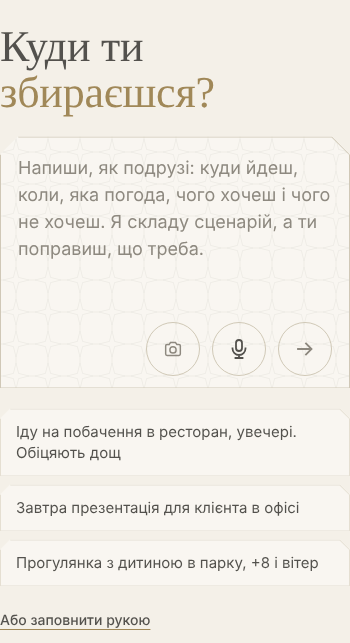 Куди ти
збираєшся?
Напиши, як подрузі: куди йдеш,
коли, яка погода, чого хочеш і чого
не хочеш. Я складу сценарій, а ти
поправиш, що треба.
Іду на побачення в ресторан, увечері.
Обіцяють дощ
Завтра презентація для клієнта в офісі
Прогулянка з дитиною в парку, +8 і вітер
Або заповнити рукою